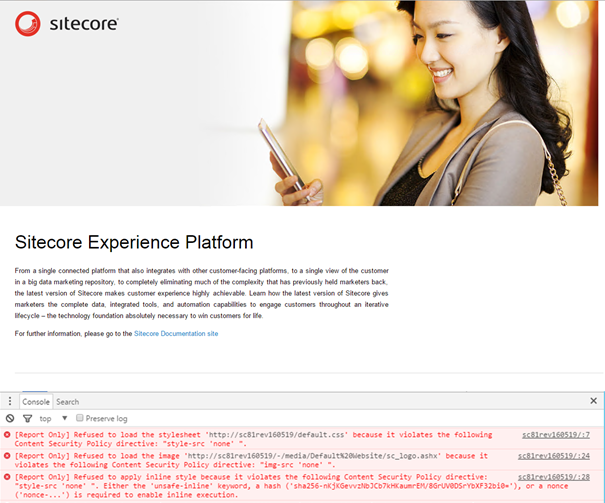 sitecore
Sitecore Experience Platform
From a single connected platform that also integrates with other customer-facing platforms, to a single view of the customer
in a big data marketing repository, to completely eliminating much of the complexity that has previously held marketers back,
the latest version of Sitecore makes customer experience highly achievable. Learn how the latest version of Sitecore gives
marketers the complete data, integrated tools, and automation capabilities to engage customers throughout an iterative
lifecycle – the technology foundation absolutely necessary to win customers for life.
For further information, please go to the Sitecore Documentation site
Console Search
top Preserve log
[Report Only] Refused to load the stylesheet 'http://sc81rev160519/default.css' because it violates the following sc81rev160519/:7
Content Security Policy directive: "style-src 'none' ".
[Report Only] Refused to load the image 'http://sc81rev160519/-/media/Default%20Website/sc_logo.ashx' because it sc81rev160519/:24
violates the following Content Security Policy directive: "img-src 'none' ".
[Report Only] Refused to apply inline style because it violates the following Content Security Policy directive: sc81rev160519/:28
"style-src 'none' ". Either the 'unsafe-inline' keyword, a hash
('nonce-...') is required to enable inline execution.